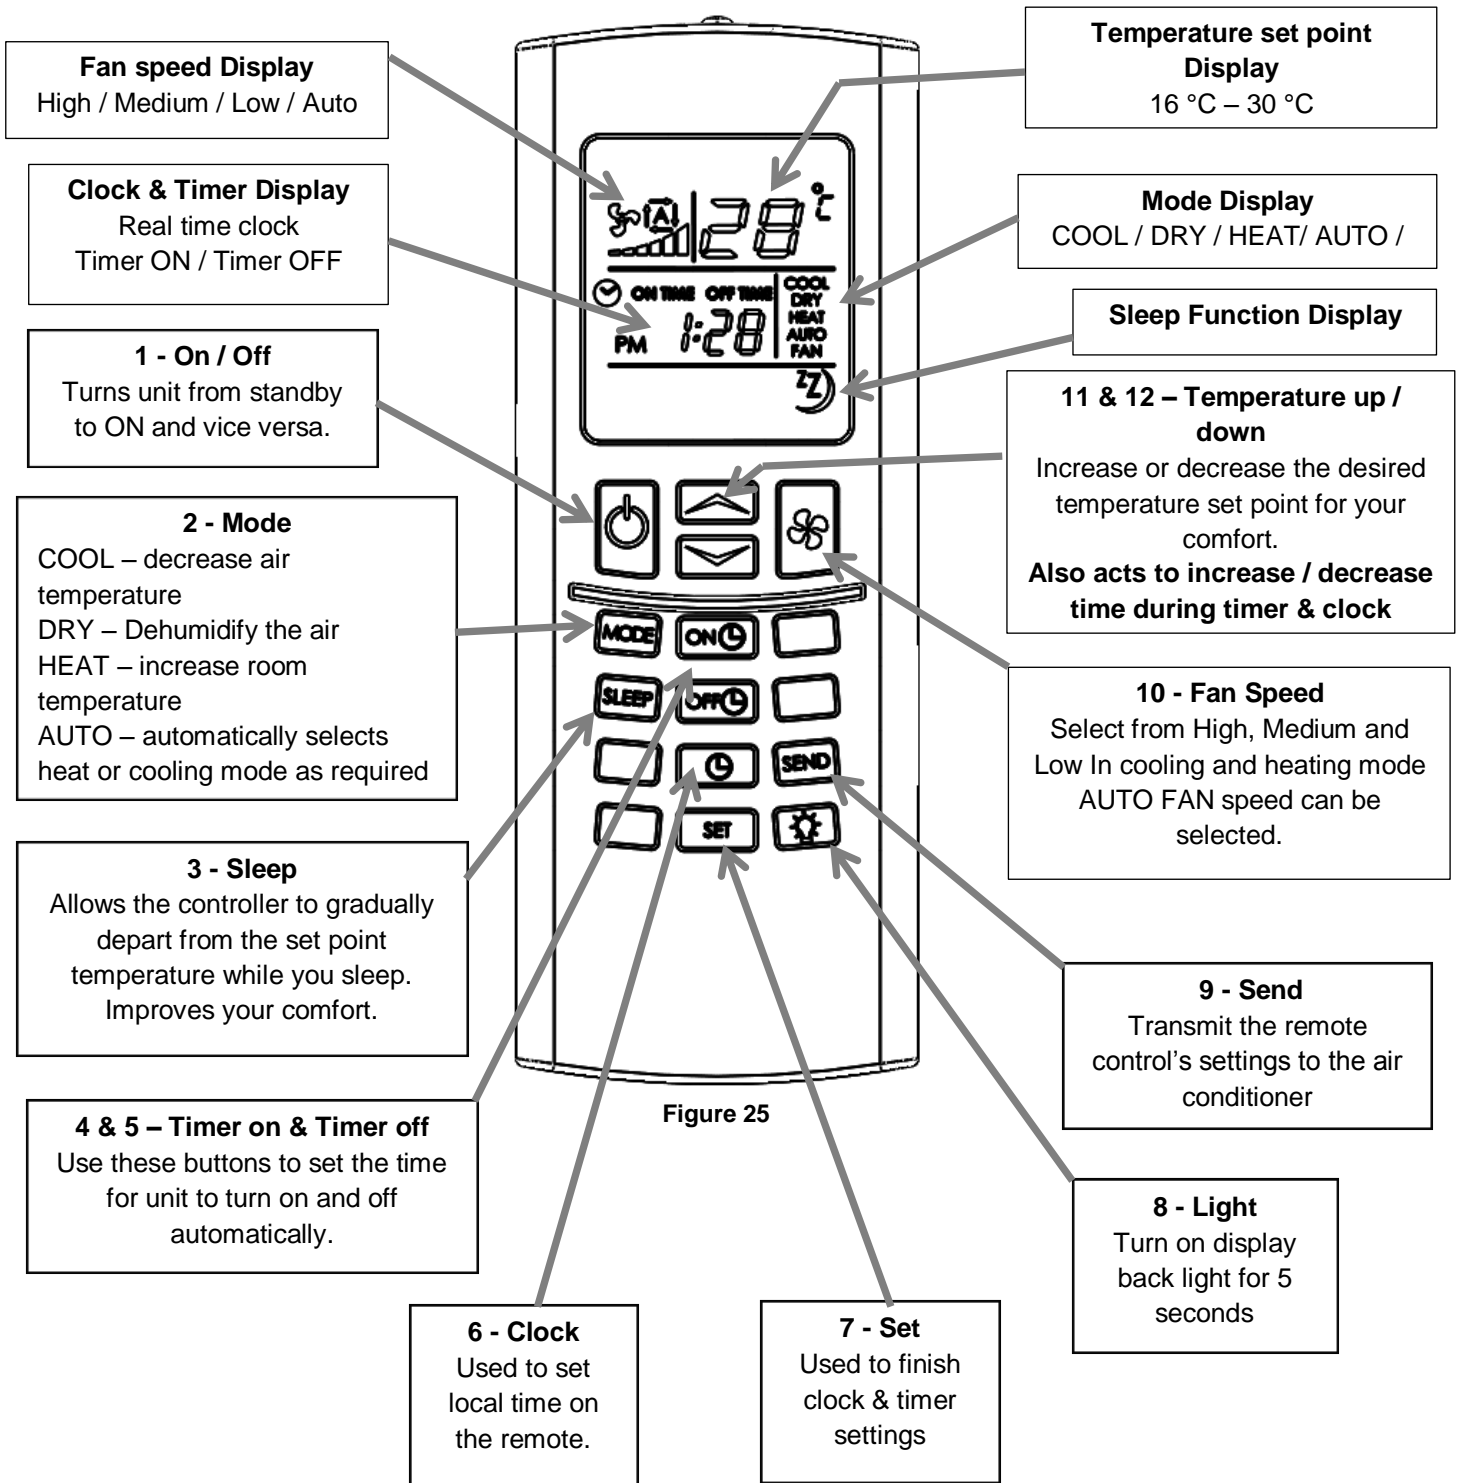 Fan speed Display
High / Medium / Low / Auto
Temperature set point
Display
16 °C – 30 °C
Clock & Timer Display
Real time clock
Timer ON / Timer OFF
Mode Display
COOL / DRY / HEAT/ AUTO /
Sleep Function Display
A
28 °C
ON TIME OFF TIME
PM 1:28
COOL
DRY
HEAT
AUTO
FAN
ZZ
1 - On / Off
Turns unit from standby
to ON and vice versa.
11 & 12 – Temperature up /
down
Increase or decrease the desired
temperature set point for your
comfort.
Also acts to increase / decrease
time during timer & clock
2 - Mode
COOL – decrease air
temperature
DRY – Dehumidify the air
HEAT – increase room
temperature
AUTO – automatically selects
heat or cooling mode as required
MODE ON
SLEEP OFF
SEND
SET
10 - Fan Speed
Select from High, Medium and
Low In cooling and heating mode
AUTO FAN speed can be
selected.
3 - Sleep
Allows the controller to gradually
depart from the set point
temperature while you sleep.
Improves your comfort.
9 - Send
Transmit the remote
control's settings to the air
conditioner
4 & 5 – Timer on & Timer off
Use these buttons to set the time
for unit to turn on and off
automatically.
Figure 25
8 - Light
Turn on display
back light for 5
seconds
6 - Clock
Used to set
local time on
the remote.
7 - Set
Used to finish
clock & timer
settings